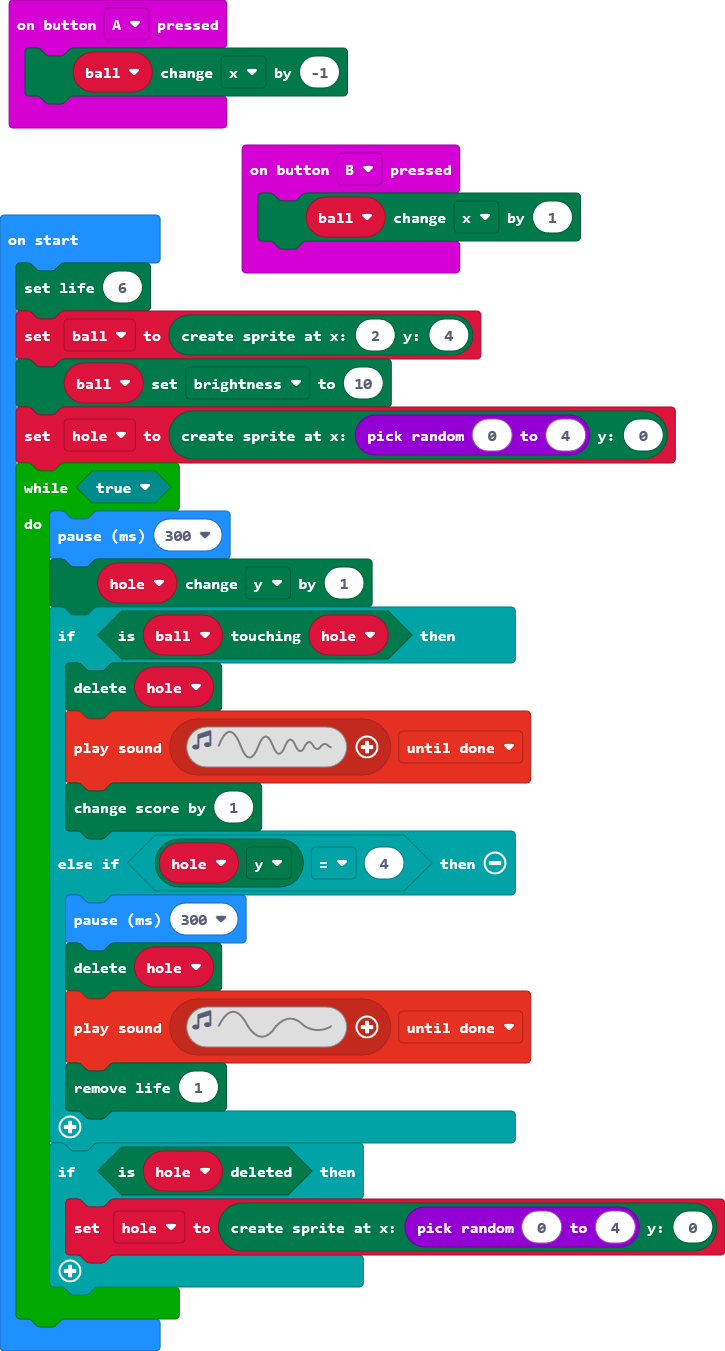 on button A pressed
ball change x by -1
on button B pressed
ball change x by 1
on start
set life 6
set ball to create sprite at x: 2 y: 4
ball set brightness to 10
set hole to create sprite at x: pick random 0 to 4 y: 0
while true
do
pause (ms) 300
hole change y by 1
if is ball touching hole then
delete hole
play sound until done
change score by 1
else if hole y = 4 then
pause (ms) 300
delete hole
play sound until done
remove life 1
if is hole deleted then
set hole to create sprite at x: pick random 0 to 4 y: 0